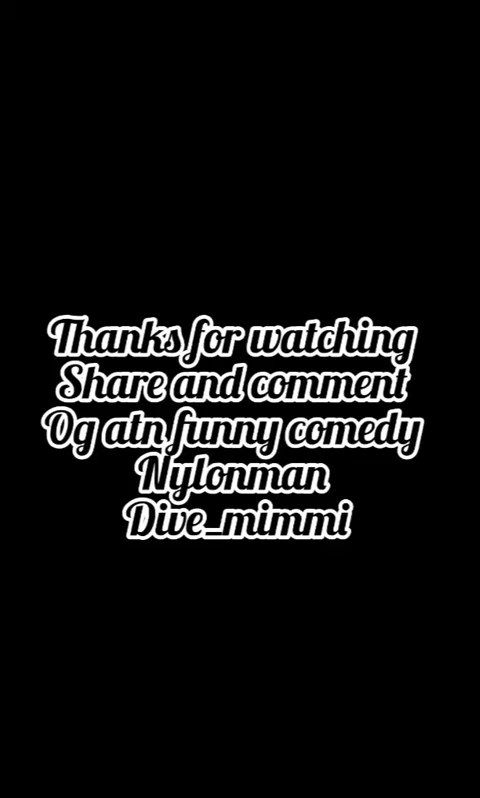 Thanks for watching
Share and comment
Og atn funny comedy
Nylonman
Dive_mimmi